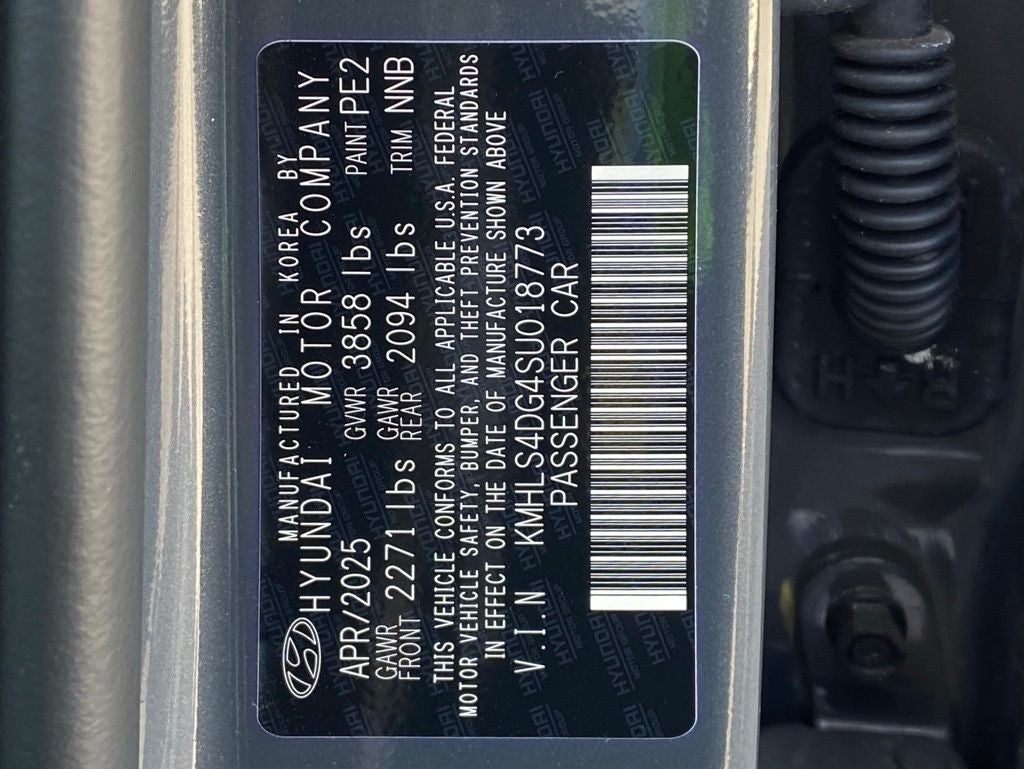 MANUFACTURED IN KOREA BY
HYUNDAI MOTOR COMPANY
APR/2025 GVWR 3858 lbs PAINT PE2
GAWR FRONT 2271 lbs GAWR REAR 2094 lbs TRIM NNB
THIS VEHICLE CONFORMS TO ALL APPLICABLE U.S.A. FEDERAL
MOTOR VEHICLE SAFETY, BUMPER, AND THEFT PREVENTION STANDARDS
IN EFFECT ON THE DATE OF MANUFACTURE SHOWN ABOVE
V.I.N KMHLS4DG4SU018773
PASSENGER CAR